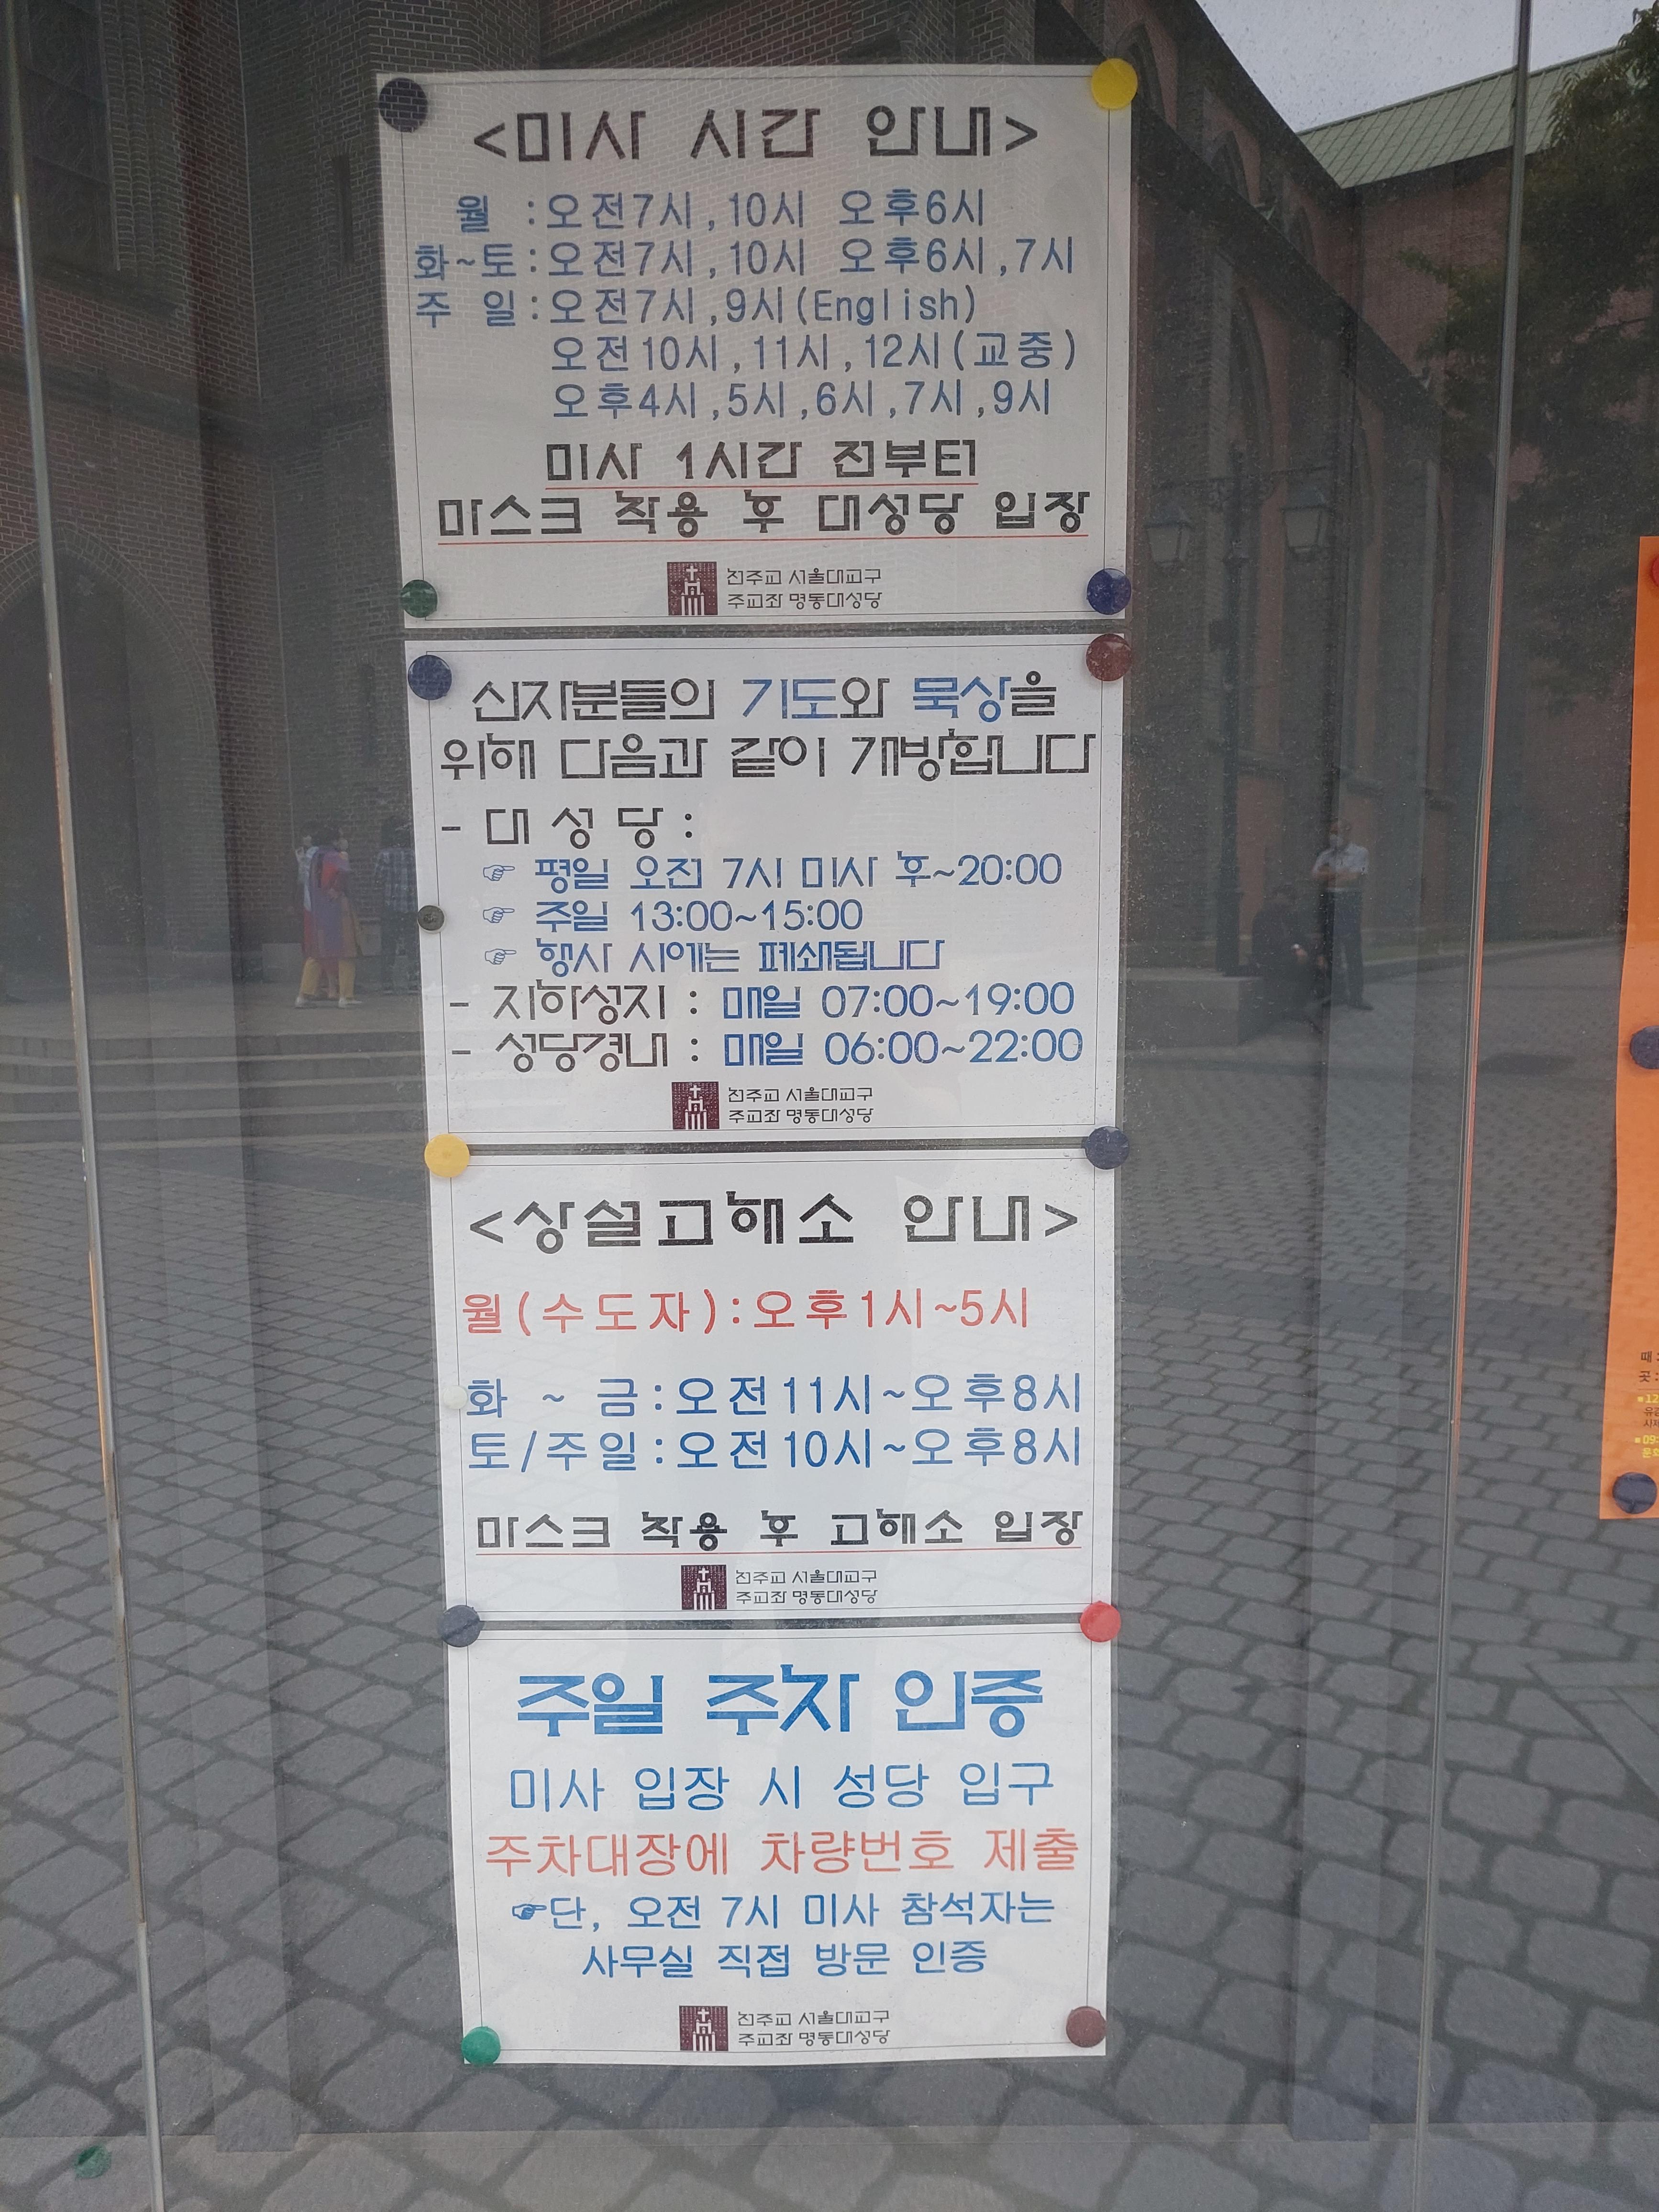 <미사 시간 안내>
월 :오전7시,10시 오후6시
화~토:오전7시,10시 오후6시,7시
주 일:오전7시,9시(English)
오전10시,11시,12시(교중)
오후4시,5시,6시,7시,9시
미사 1시간 전부터
마스크 착용 후 대성당 입장
천주교 서울대교구
주교좌 명동대성당
신자분들의 기도와 묵상을
위해 다음과 같이 개방합니다
- 대 성 당 :
☞ 평일 오전 7시 미사 후~20:00
☞ 주일 13:00~15:00
☞ 행사 시에는 폐쇄됩니다
- 지하성지 : 매일 07:00~19:00
- 성당경내 : 매일 06:00~22:00
천주교 서울대교구
주교좌 명동대성당
<상설고해소 안내>
월(수도자):오후1시~5시
화 ~ 금:오전11시~오후8시
토/주일:오전10시~오후8시
마스크 착용 후 고해소 입장
천주교 서울대교구
주교좌 명동대성당
주일 주차 인증
미사 입장 시 성당 입구
주차대장에 차량번호 제출
☞단, 오전 7시 미사 참석자는
사무실 직접 방문 인증
천주교 서울대교구
주교좌 명동대성당